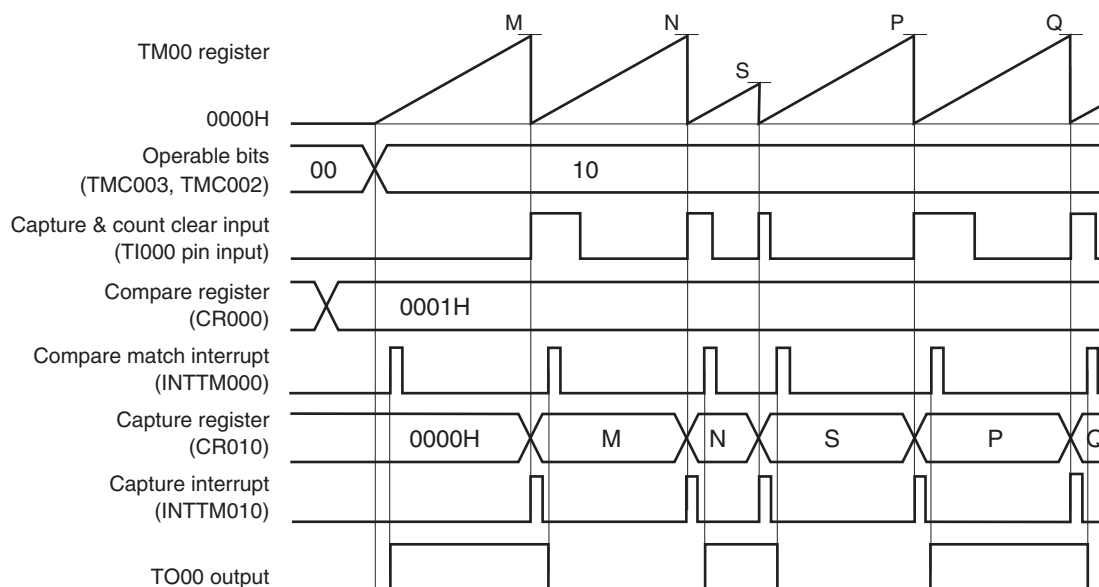 M N S P Q
TM00 register
0000H
Operable bits
(TMC003, TMC002)
00 10
Capture & count clear input
(TI000 pin input)
Compare register
(CR000)
0001H
Compare match interrupt
(INTTM000)
Capture register
(CR010)
0000H M N S P Q
Capture interrupt
(INTTM010)
TO00 output